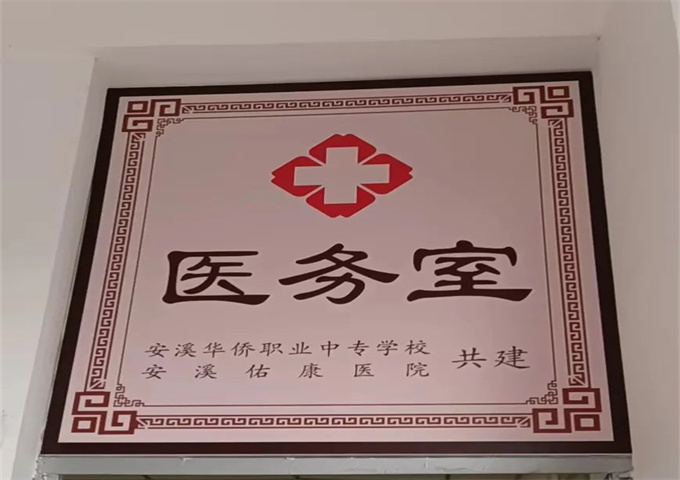 医务室
安溪华侨职业中专学校
安溪佑康医院
共建